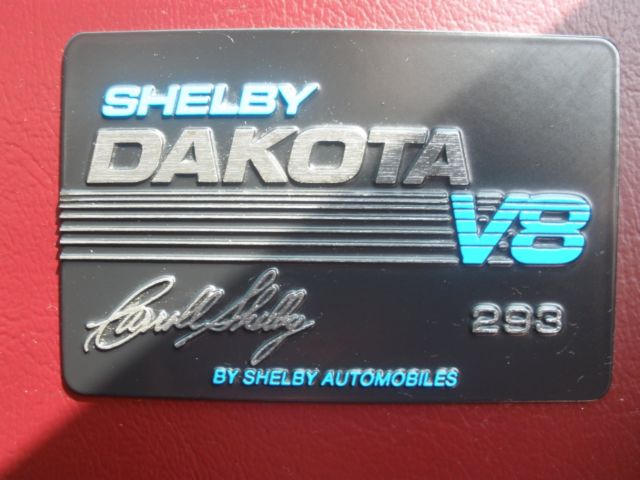 SHELBY
DAKOTA
V8
Carroll Shelby
293
BY SHELBY AUTOMOBILES